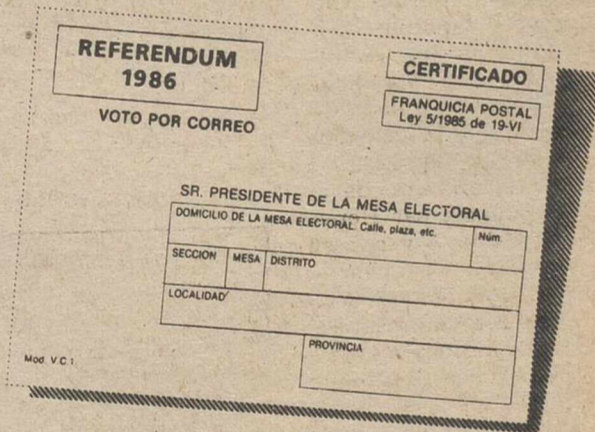 REFERENDUM
1986
VOTO POR CORREO
CERTIFICADO
FRANQUICIA POSTAL
Ley 5/1985 de 19-VI
SR. PRESIDENTE DE LA MESA ELECTORAL
DOMICILIO DE LA MESA ELECTORAL. Calle, plaza, etc.
Núm.
SECCION MESA DISTRITO
LOCALIDAD
PROVINCIA
Mod. V.C.1.